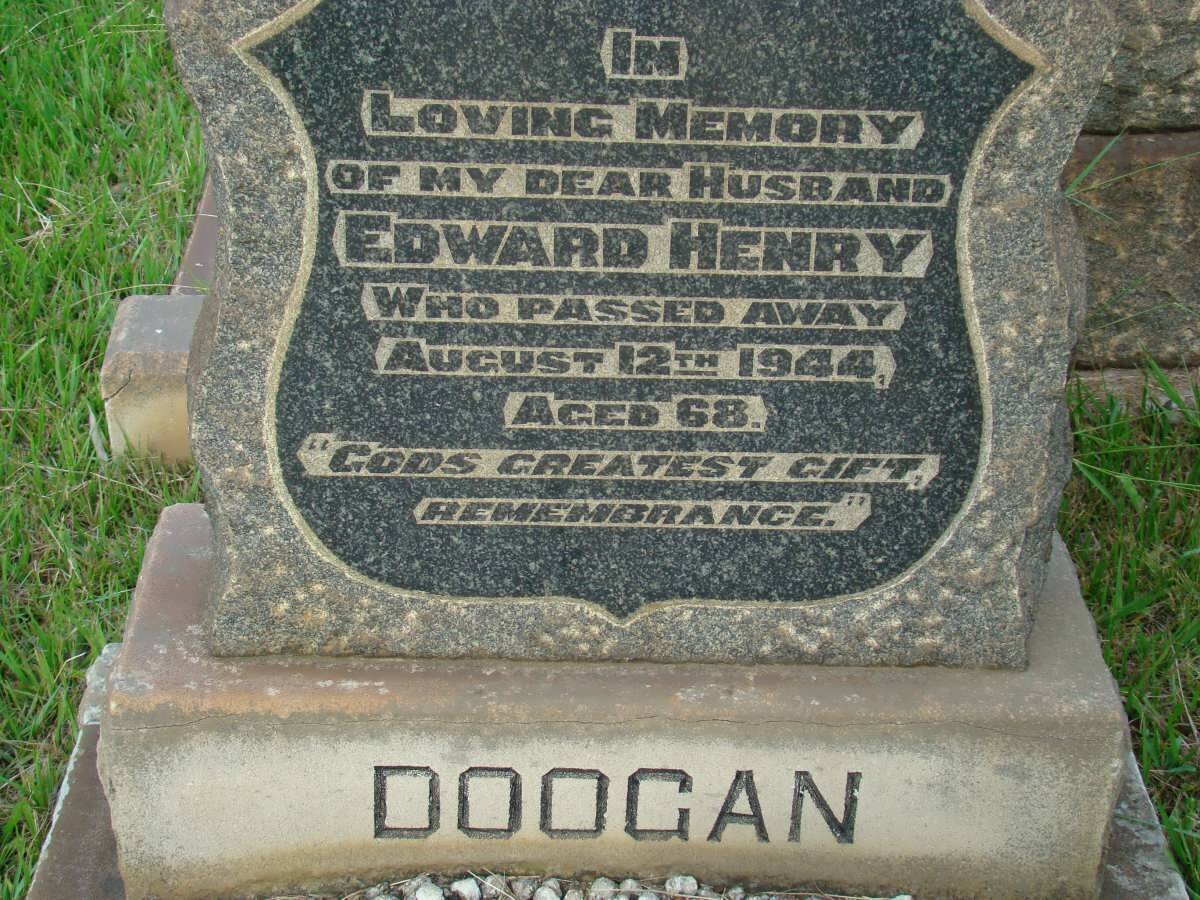 IN
LOVING MEMORY
OF MY DEAR HUSBAND
EDWARD HENRY
WHO PASSED AWAY
AUGUST 12TH 1944,
AGED 68.
"GODS GREATEST GIFT,
REMEMBRANCE."
DOOGAN